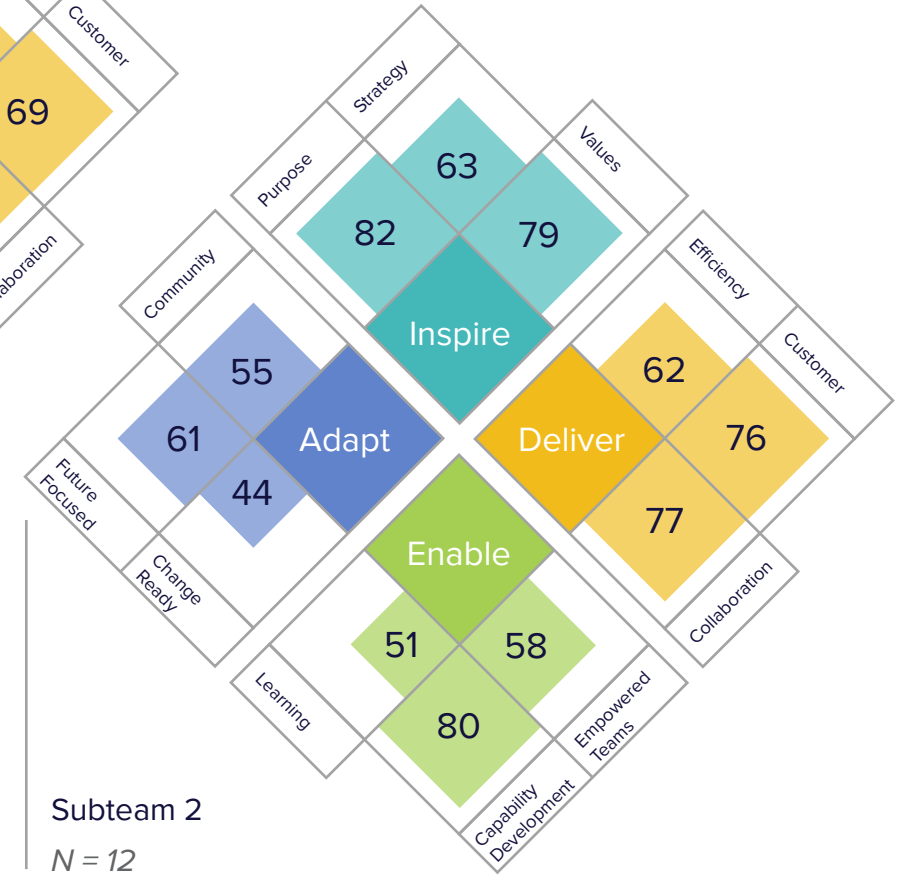 Customer
69
Strategy
Purpose
63
82
79
Values
Inspire
Community
55
61
44
Adapt
Future
Focused
Change
Ready
Efficiency
Customer
62
76
77
Deliver
Collaboration
Enable
51
58
80
Learning
Empowered
Teams
Capability
Development
Subteam 2
N = 12